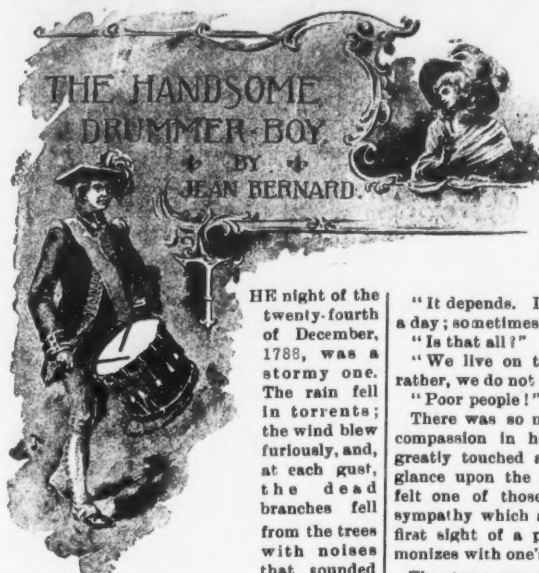 THE HANDSOME
DRUMMER-BOY
BY
JEAN BERNARD.
THE night of the
twenty-fourth
of December,
1788, was a
stormy one.
The rain fell
in torrents;
the wind blew
furiously, and,
at each gust,
the dead
branches fell
from the trees
with noises
that sounded
"It depends.
a day; sometimes
"Is that all?"
"We live on
rather, we do not
"Poor people!"
There was so
compassion in
greatly touched
glance upon the
felt one of those
sympathy which
first sight of a
monizes with one's